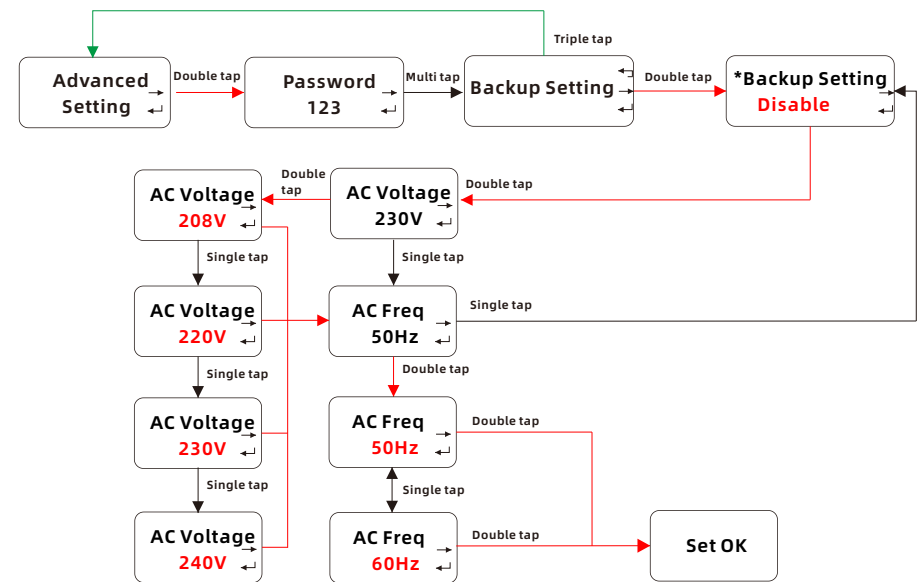 Triple tap
Advanced
Setting
Double tap
Password
123
Multi tap
Backup Setting
Double tap
*Backup Setting
Disable
AC Voltage
208V
Double
tap
AC Voltage
230V
Double tap
Single tap
Single tap
AC Voltage
220V
AC Freq
50Hz
Single tap
Single tap
Double tap
AC Voltage
230V
AC Freq
50Hz
Double tap
Single tap
Single tap
AC Voltage
240V
AC Freq
60Hz
Double tap
Set OK